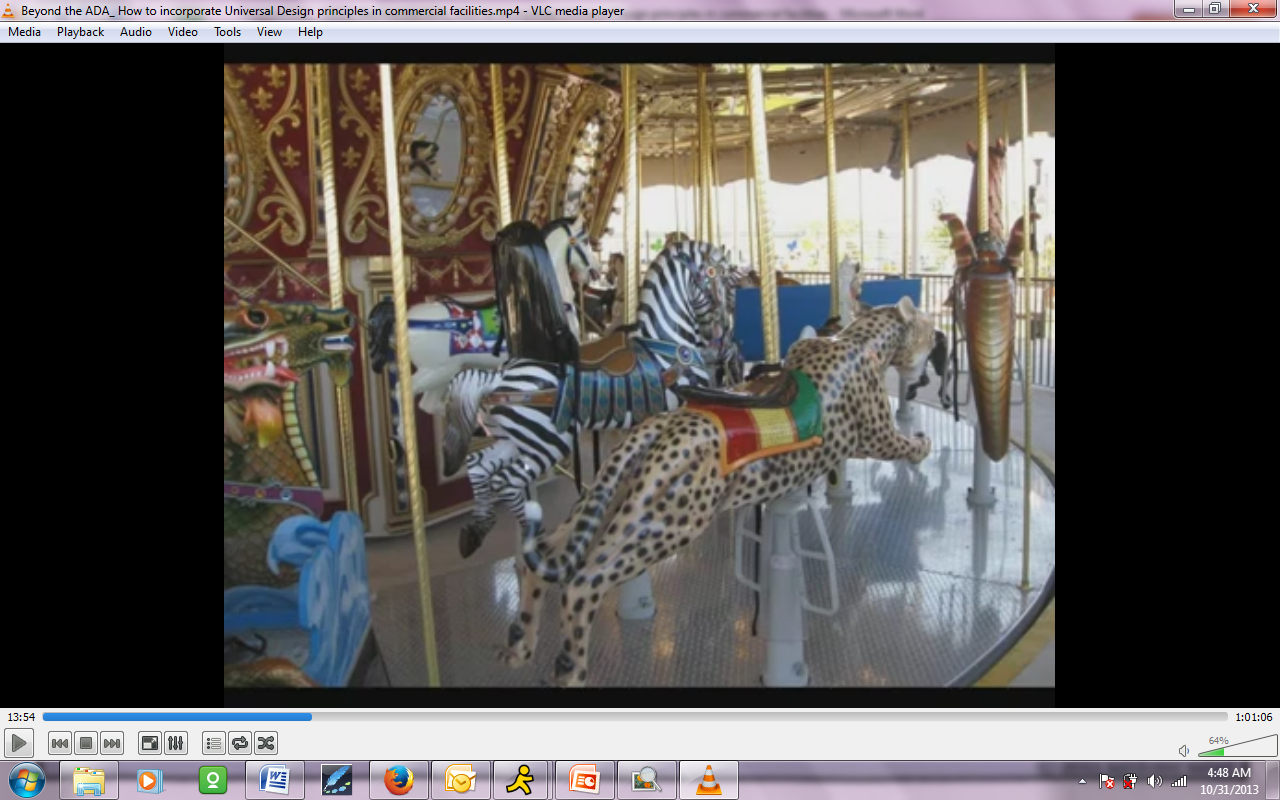 Beyond the ADA_ How to incorporate Universal Design principles in commercial facilities.mp4 - VLC media player
Media Playback Audio Video Tools View Help
13:54 1:01:06
64%
4:48 AM
10/31/2013